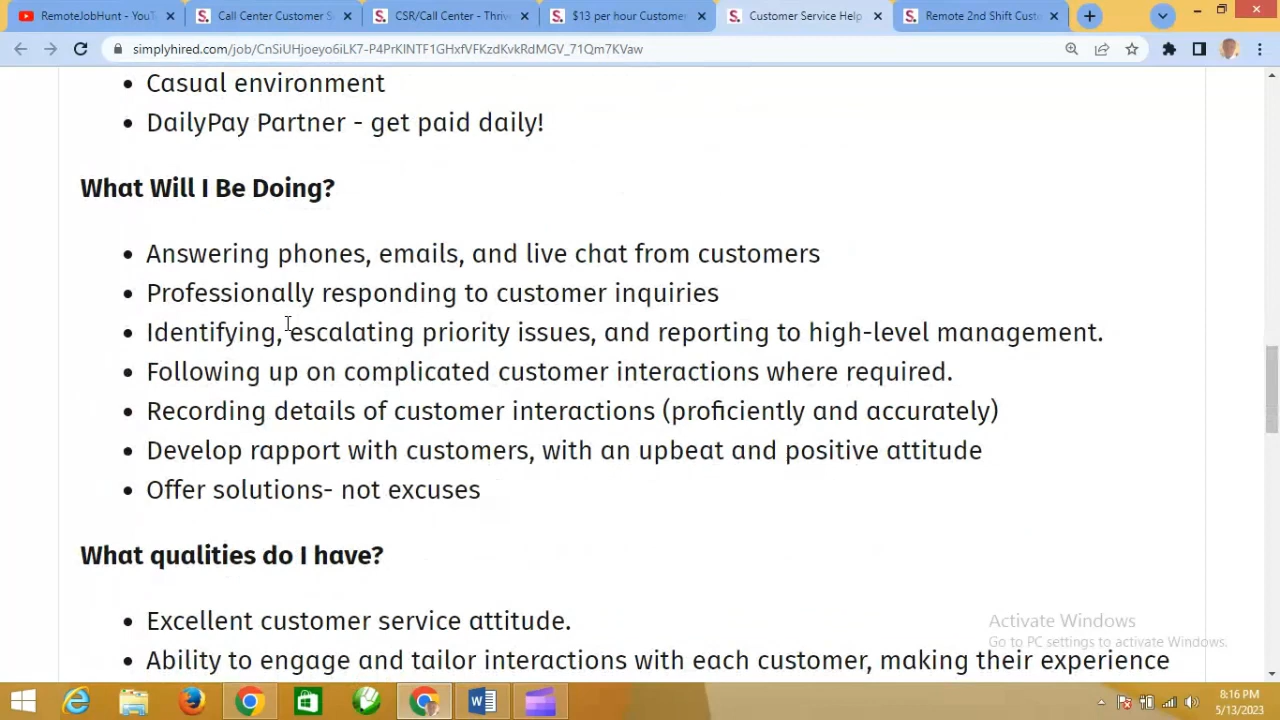 RemoteJobHunt - YouT
Call Center Customer S
CSR/Call Center - Thriv
$13 per hour Custome
Customer Service Help
Remote 2nd Shift Cust
simplyhired.com/job/CnSiUHjoeyo6iLK7-P4PrKINTF1GHxfVFKzdKvkRdMGV_71Qm7KVaw
• Casual environment
• DailyPay Partner - get paid daily!
What Will I Be Doing?
• Answering phones, emails, and live chat from customers
• Professionally responding to customer inquiries
• Identifying, escalating priority issues, and reporting to high-level management.
• Following up on complicated customer interactions where required.
• Recording details of customer interactions (proficiently and accurately)
• Develop rapport with customers, with an upbeat and positive attitude
• Offer solutions- not excuses
What qualities do I have?
• Excellent customer service attitude.
• Ability to engage and tailor interactions with each customer, making their experience
Activate Windows
Go to PC settings to activate Windows.
8:16 PM
5/13/2023